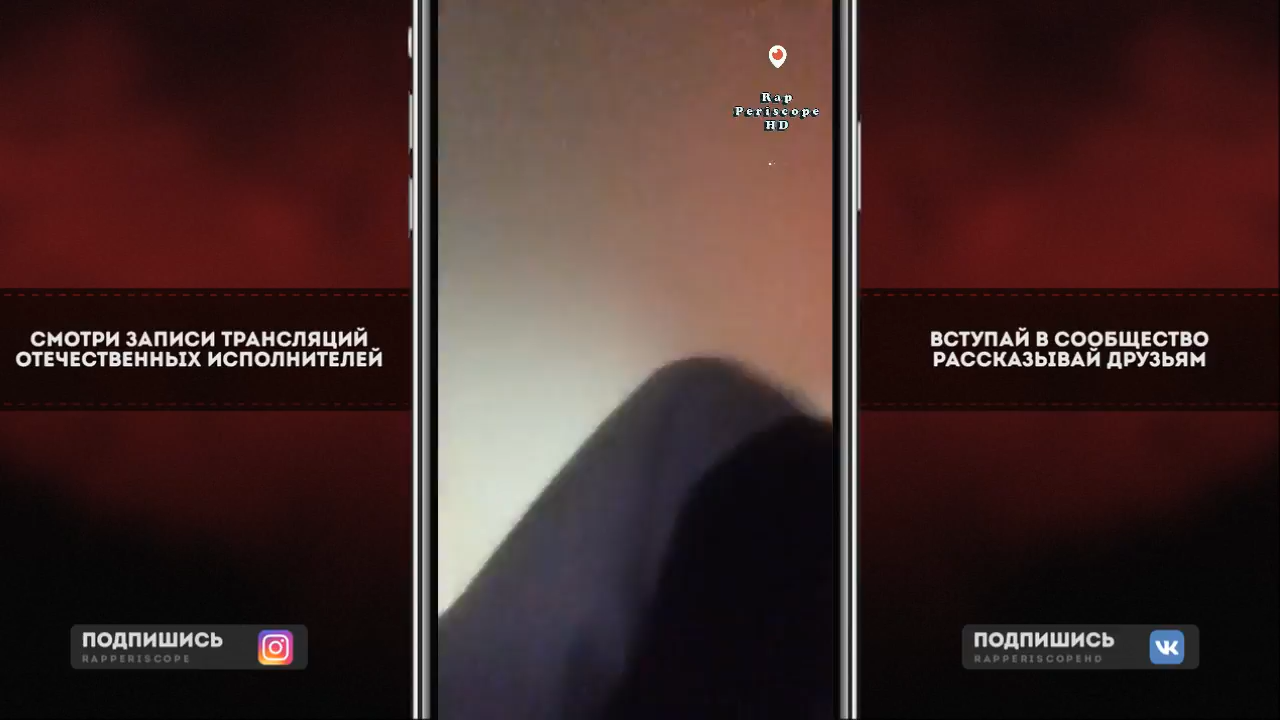 Rap
Periscope
HD
СМОТРИ ЗАПИСИ ТРАНСЛЯЦИЙ
ОТЕЧЕСТВЕННЫХ ИСПОЛНИТЕЛЕЙ
ВСТУПАЙ В СООБЩЕСТВО
РАССКАЗЫВАЙ ДРУЗЬЯМ
ПОДПИШИСЬ
RAPPERISCOPE
ПОДПИШИСЬ
RAPPERISCOPEHD